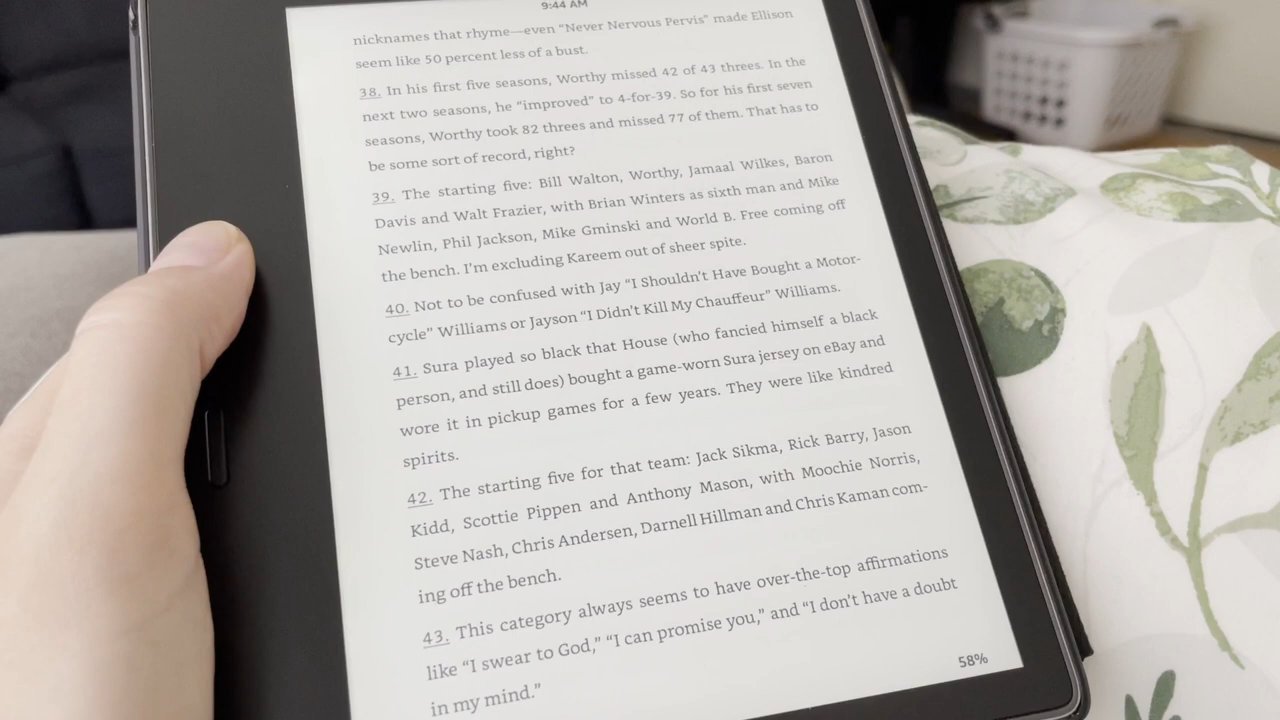 9:44 AM
nicknames that rhyme—even “Never Nervous Pervis” made Ellison
seem like 50 percent less of a bust.
38. In his first five seasons, Worthy missed 42 of 43 threes. In the
next two seasons, he “improved” to 4-for-39. So for his first seven
seasons, Worthy took 82 threes and missed 77 of them. That has to
be some sort of record, right?
39. The starting five: Bill Walton, Worthy, Jamaal Wilkes, Baron
Davis and Walt Frazier, with Brian Winters as sixth man and Mike
Newlin, Phil Jackson, Mike Gminski and World B. Free coming off
the bench. I’m excluding Kareem out of sheer spite.
40. Not to be confused with Jay “I Shouldn’t Have Bought a Motor-
cycle” Williams or Jayson “I Didn’t Kill My Chauffeur” Williams.
41. Sura played so black that House (who fancied himself a black
person, and still does) bought a game-worn Sura jersey on eBay and
wore it in pickup games for a few years. They were like kindred
spirits.
42. The starting five for that team: Jack Sikma, Rick Barry, Jason
Kidd, Scottie Pippen and Anthony Mason, with Moochie Norris,
Steve Nash, Chris Andersen, Darnell Hillman and Chris Kaman com-
ing off the bench.
43. This category always seems to have over-the-top affirmations
like “I swear to God,” “I can promise you,” and “I don’t have a doubt
in my mind.”
58%